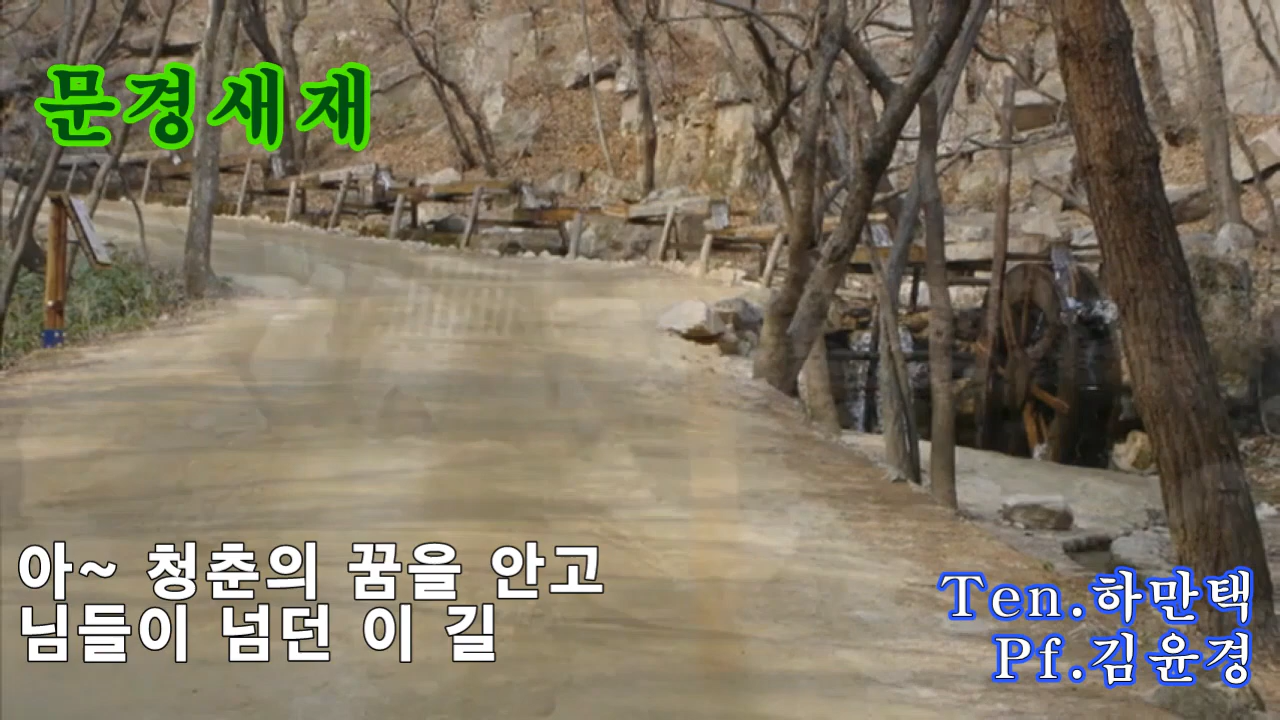 문경새재
아~ 청춘의 꿈을 안고
님들이 넘던 이 길
Ten.하만택
Pf.김윤경